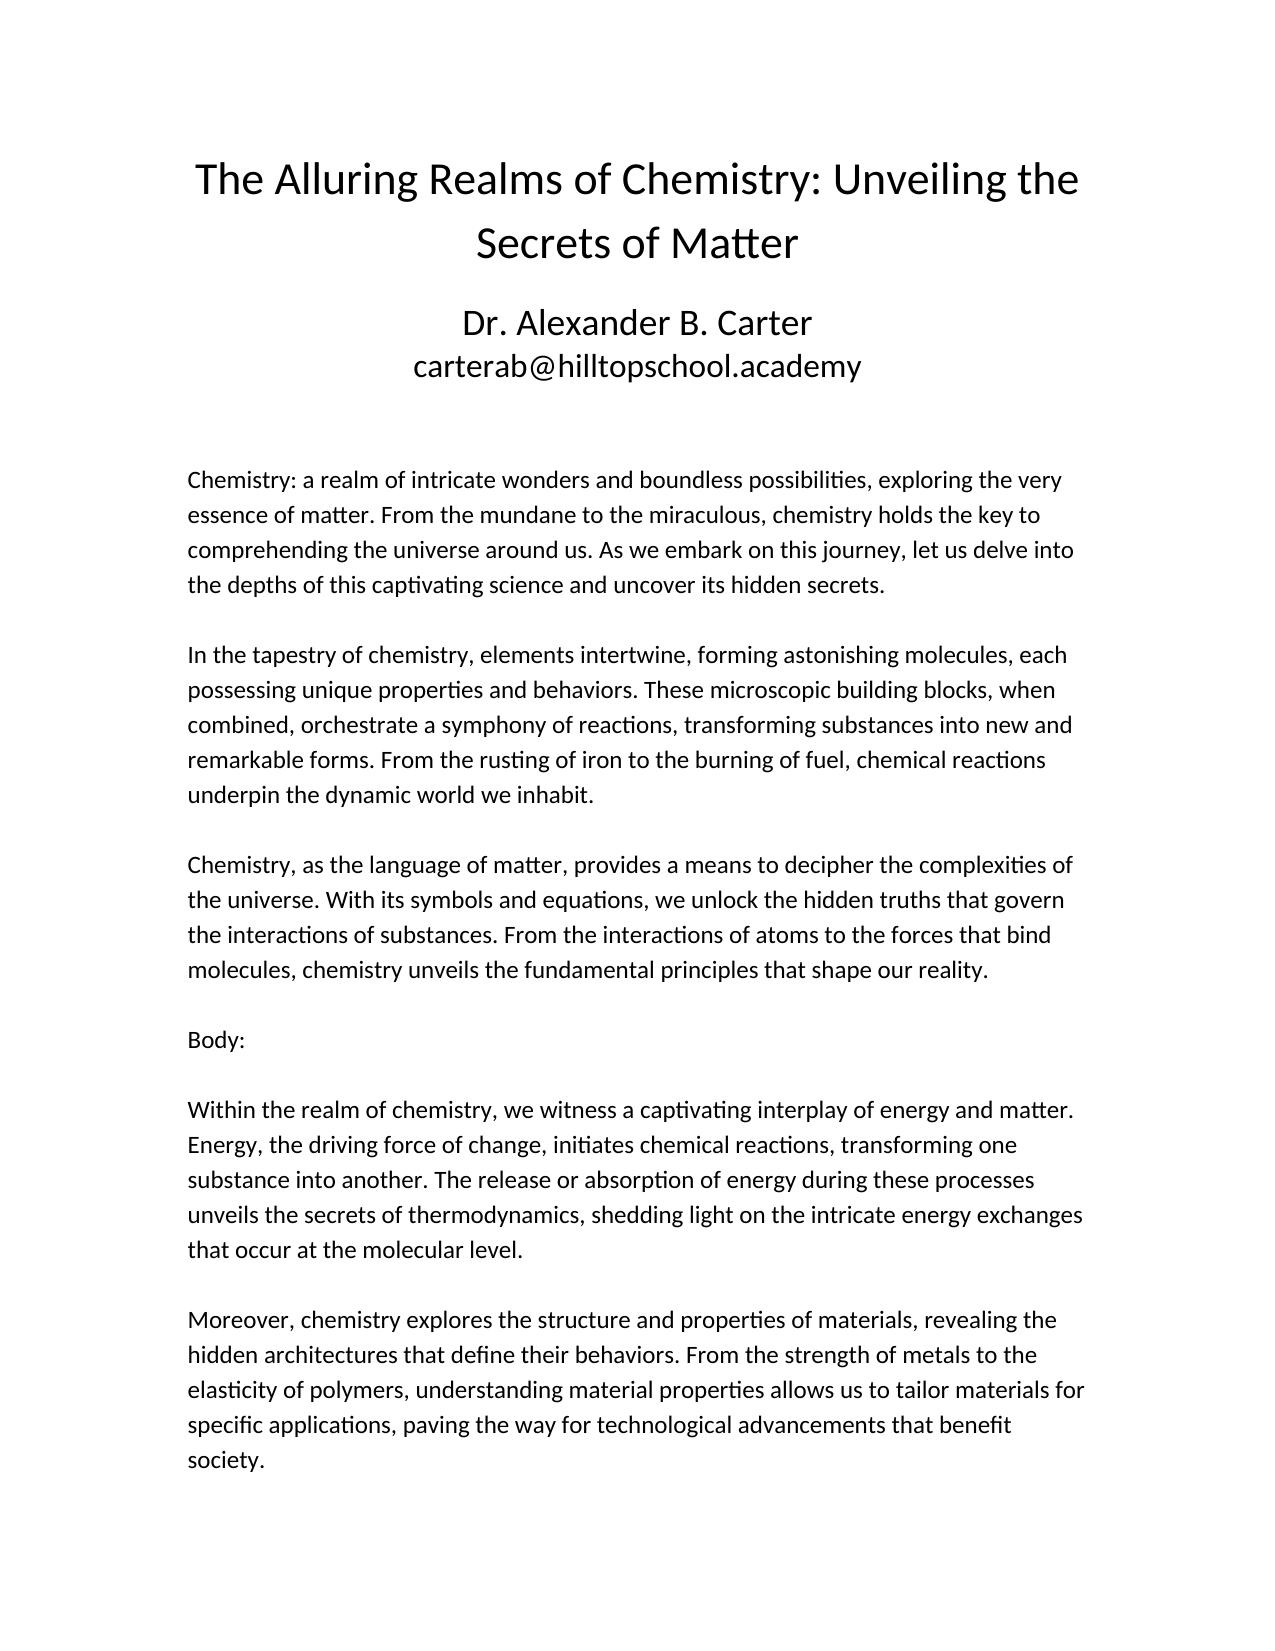 The Alluring Realms of Chemistry: Unveiling the
Secrets of Matter
Dr. Alexander B. Carter
carterab@hilltopschool.academy
Chemistry: a realm of intricate wonders and boundless possibilities, exploring the very
essence of matter. From the mundane to the miraculous, chemistry holds the key to
comprehending the universe around us. As we embark on this journey, let us delve into
the depths of this captivating science and uncover its hidden secrets.
In the tapestry of chemistry, elements intertwine, forming astonishing molecules, each
possessing unique properties and behaviors. These microscopic building blocks, when
combined, orchestrate a symphony of reactions, transforming substances into new and
remarkable forms. From the rusting of iron to the burning of fuel, chemical reactions
underpin the dynamic world we inhabit.
Chemistry, as the language of matter, provides a means to decipher the complexities of
the universe. With its symbols and equations, we unlock the hidden truths that govern
the interactions of substances. From the interactions of atoms to the forces that bind
molecules, chemistry unveils the fundamental principles that shape our reality.
Body:
Within the realm of chemistry, we witness a captivating interplay of energy and matter.
Energy, the driving force of change, initiates chemical reactions, transforming one
substance into another. The release or absorption of energy during these processes
unveils the secrets of thermodynamics, shedding light on the intricate energy exchanges
that occur at the molecular level.
Moreover, chemistry explores the structure and properties of materials, revealing the
hidden architectures that define their behaviors. From the strength of metals to the
elasticity of polymers, understanding material properties allows us to tailor materials for
specific applications, paving the way for technological advancements that benefit
society.